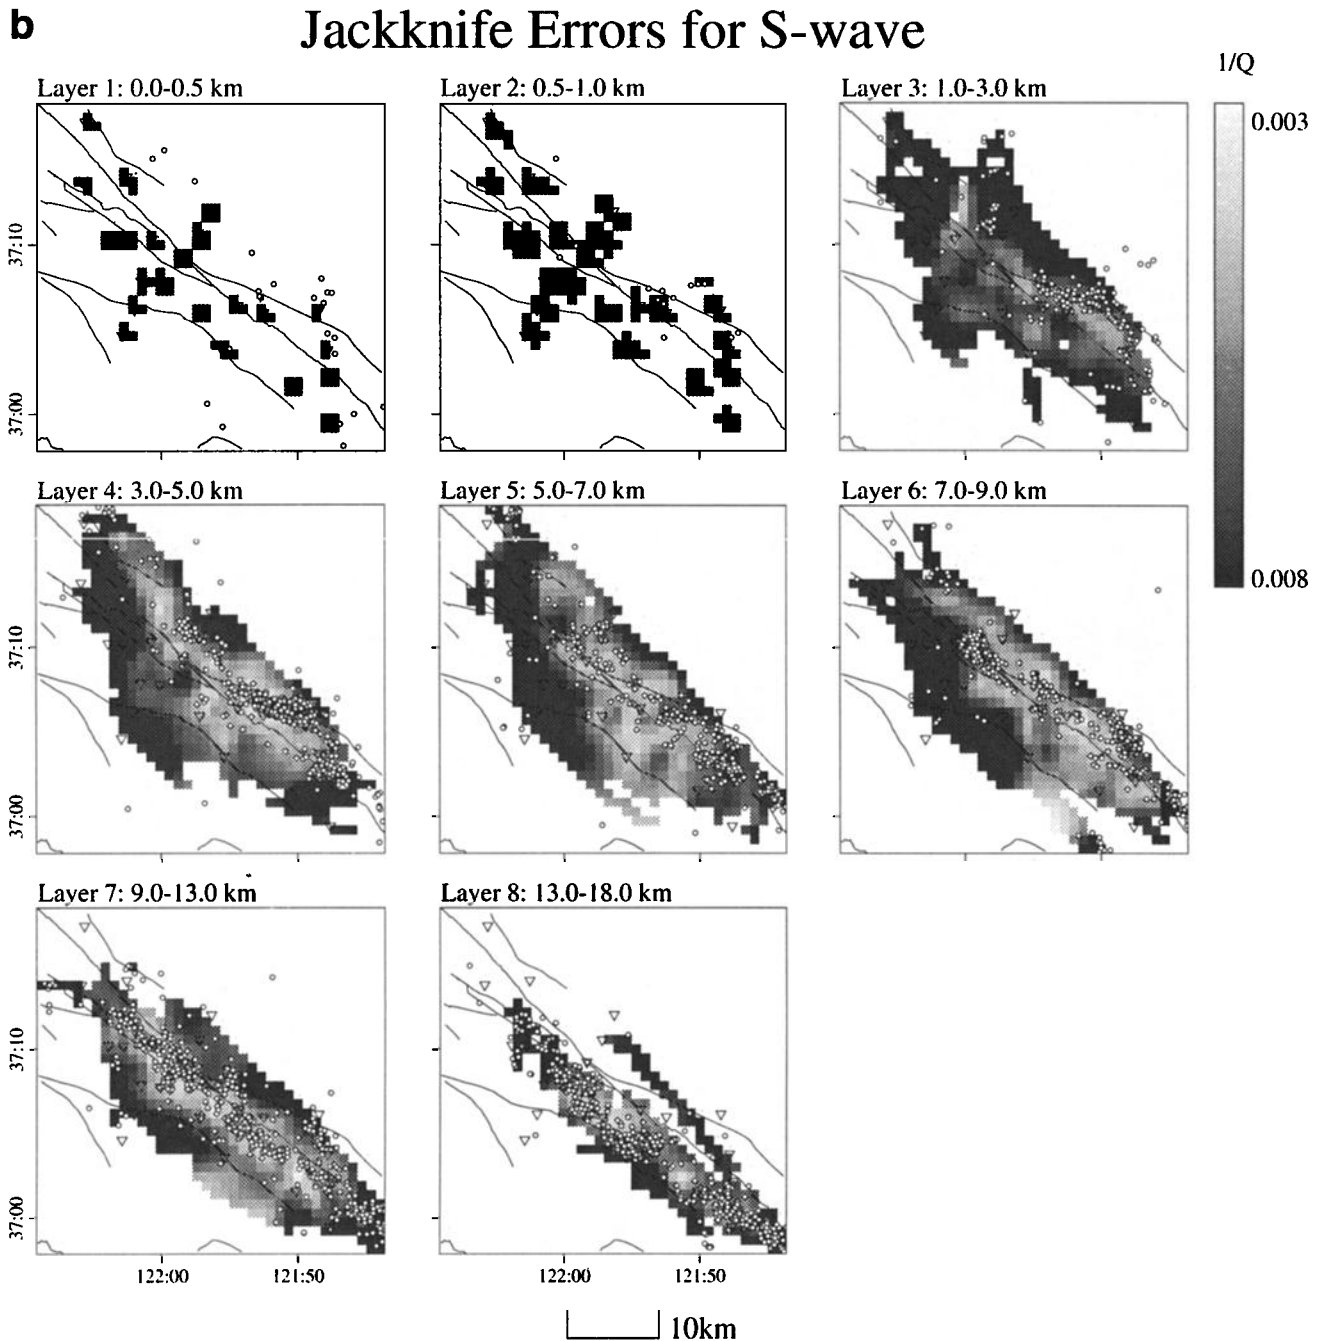 b
Jackknife Errors for S-wave
1/Q
Layer 1: 0.0-0.5 km
Layer 2: 0.5-1.0 km
Layer 3: 1.0-3.0 km
0.003
37:10
37:00
Layer 4: 3.0-5.0 km
Layer 5: 5.0-7.0 km
Layer 6: 7.0-9.0 km
0.008
37:10
37:00
Layer 7: 9.0-13.0 km
Layer 8: 13.0-18.0 km
37:10
37:00
122:00
121:50
122:00
121:50
10km